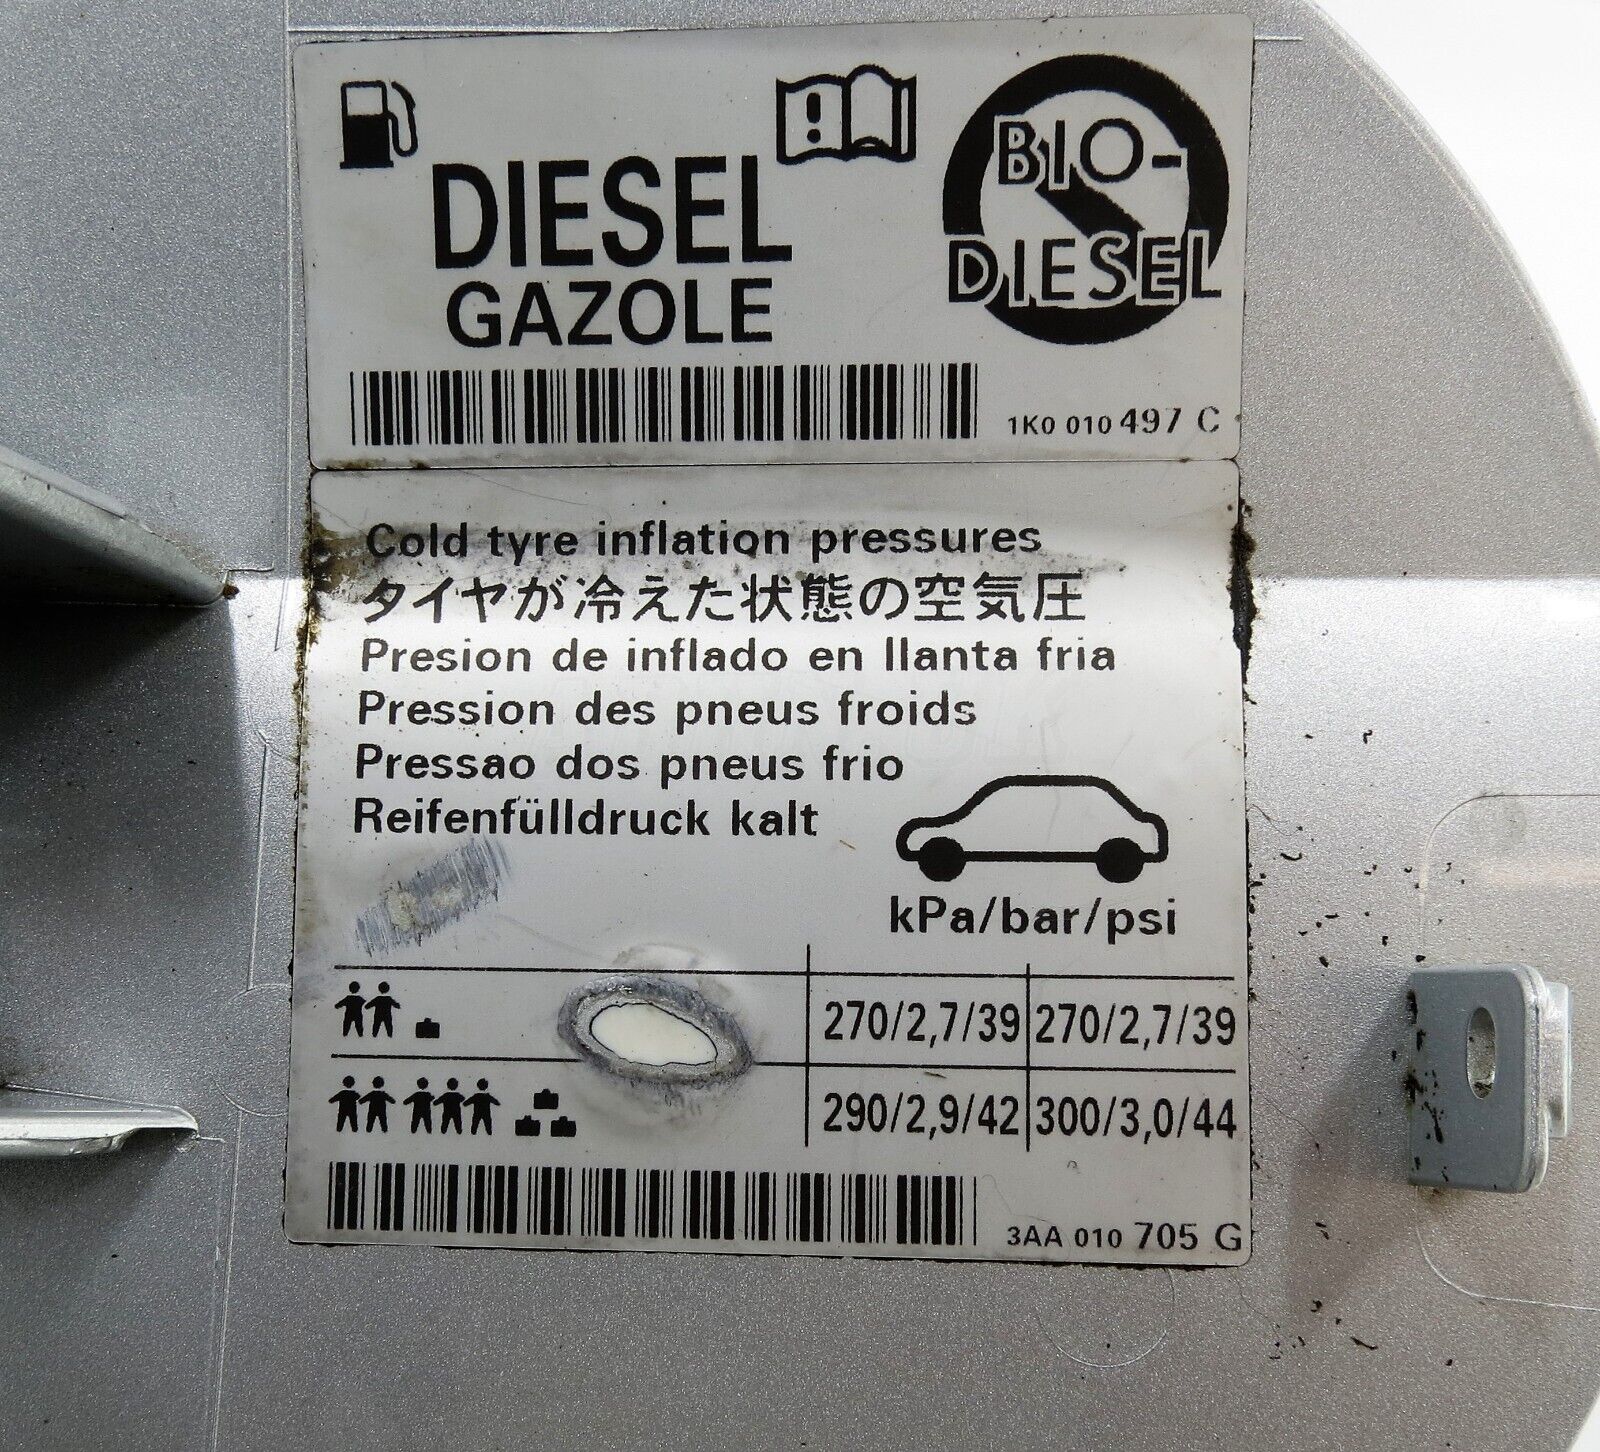 DIESEL
GAZOLE
BIO-
DIESEL
1K0 010 497 C
Cold tyre inflation pressures
タイヤが冷えた状態の空気圧
Presion de inflado en llanta fria
Pression des pneus froids
Pressao dos pneus frio
Reifenfülldruck kalt
kPa/bar/psi
270/2,7/39 270/2,7/39
290/2,9/42 300/3,0/44
3AA 010 705 G